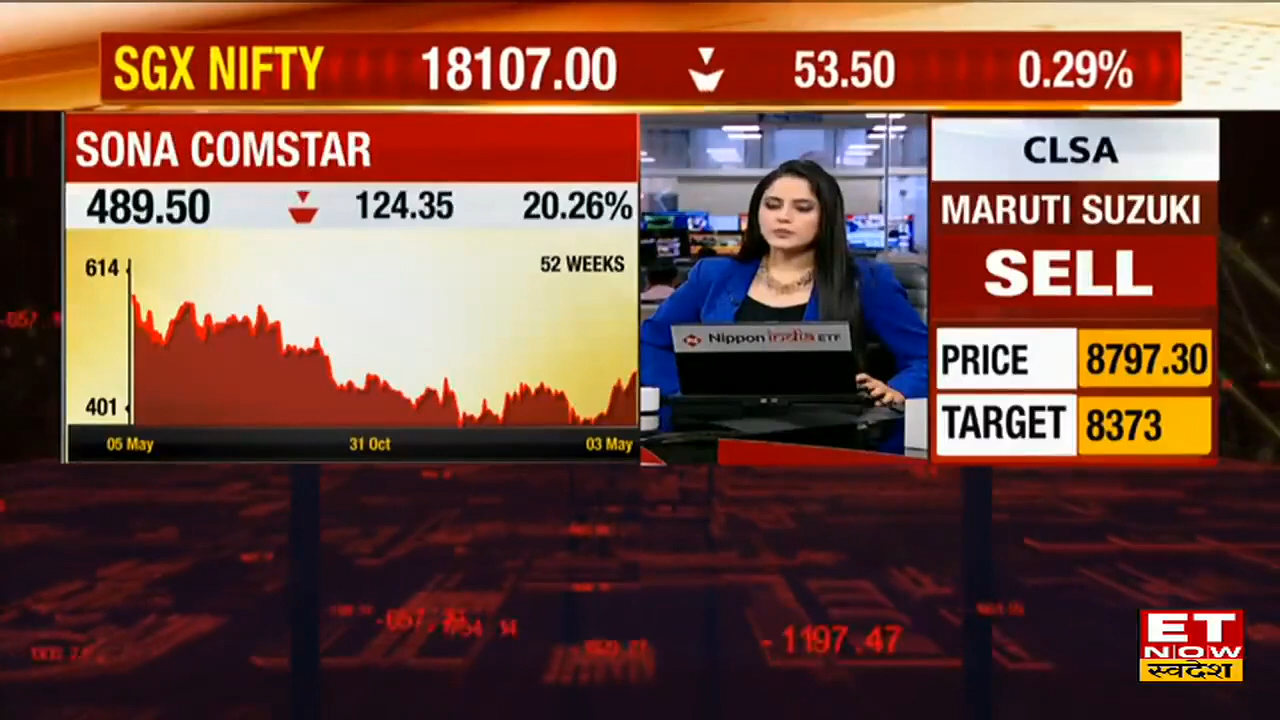 SGX NIFTY 18107.00 53.50 0.29%
SONA COMSTAR
489.50 124.35 20.26%
52 WEEKS
614
401
05 May 31 Oct 03 May
Nippon india ETF
CLSA
MARUTI SUZUKI
SELL
PRICE 8797.30
TARGET 8373
-1197.47
ET
NOW
स्वदेश